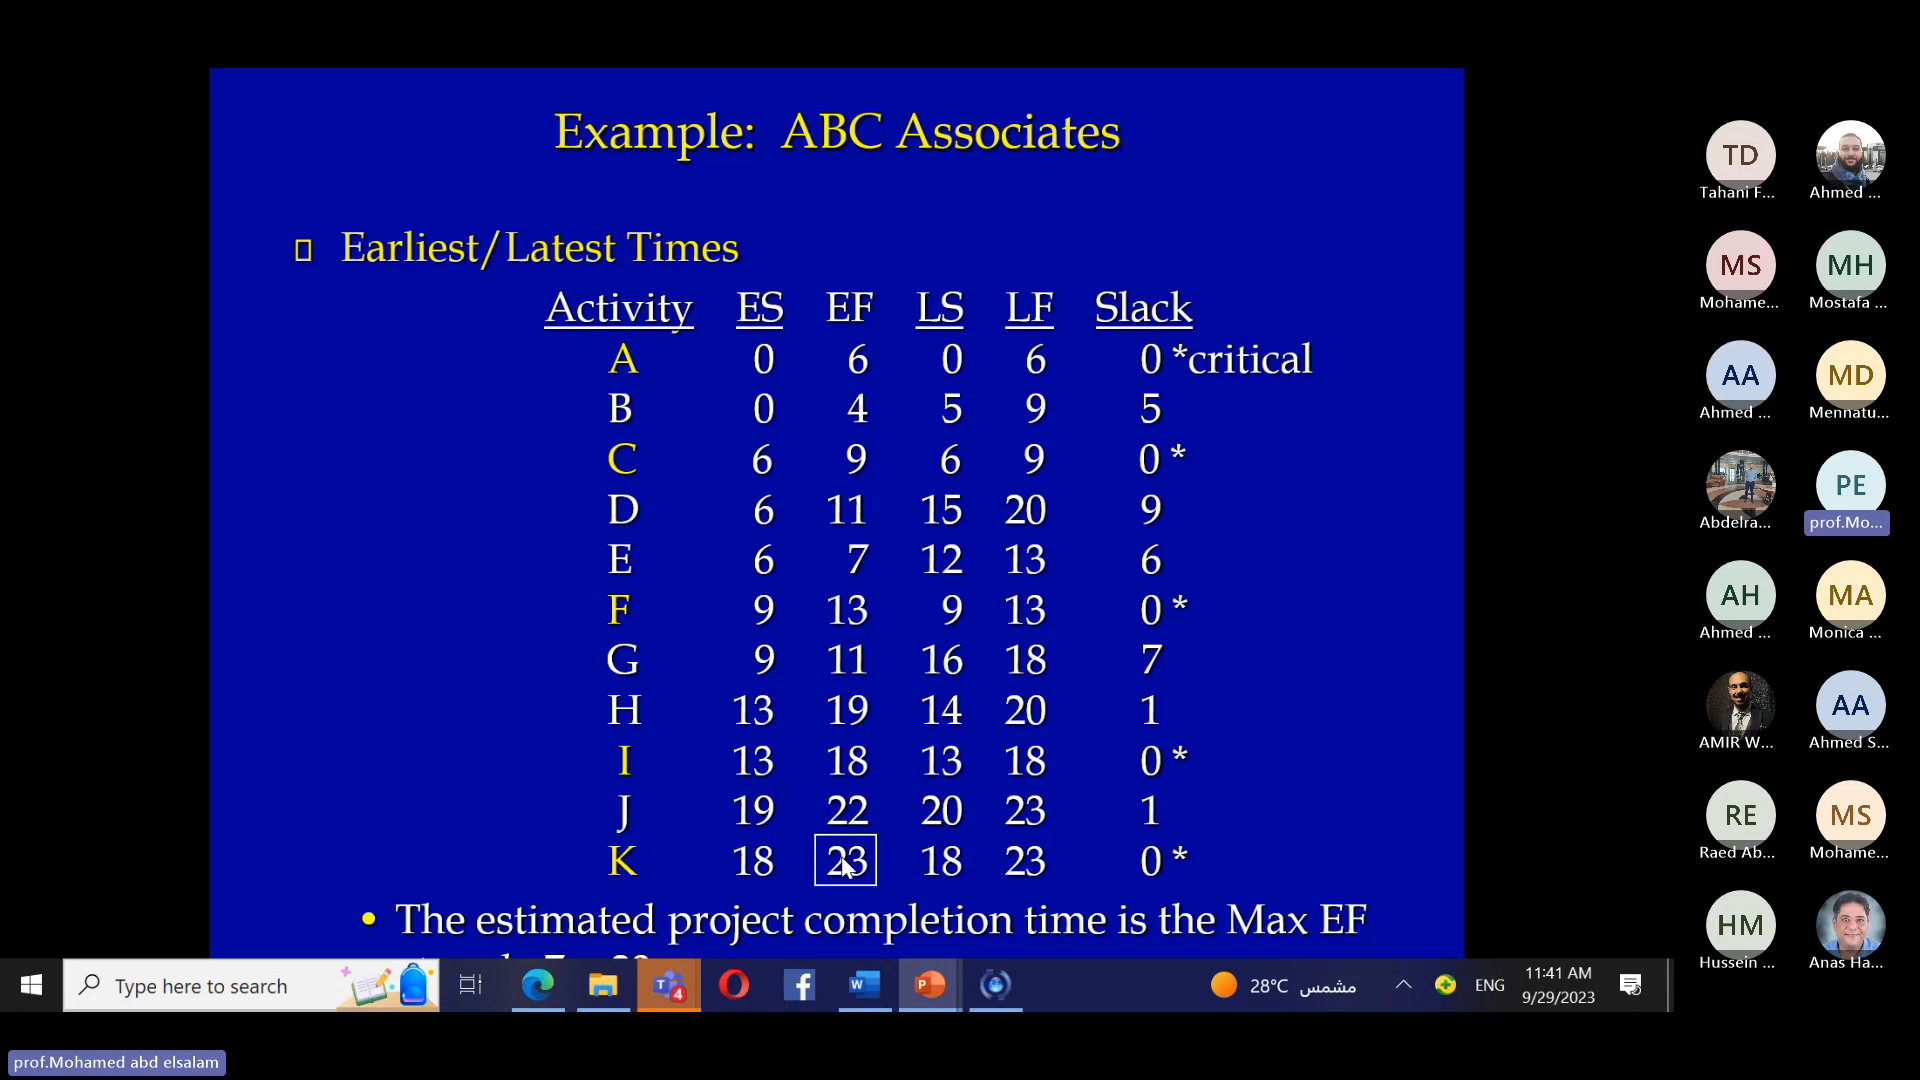 Example: ABC Associates
Earliest/Latest Times
Activity ES EF LS LF Slack
A 0 6 0 6 0 *critical
B 0 4 5 9 5
C 6 9 6 9 0 *
D 6 11 15 20 9
E 6 7 12 13 6
F 9 13 9 13 0 *
G 9 11 16 18 7
H 13 19 14 20 1
I 13 18 13 18 0 *
J 19 22 20 23 1
K 18 23 18 23 0 *
• The estimated project completion time is the Max EF
TD
Tahani F...
Ahmed ...
MS
Mohame...
MH
Mostafa ...
AA
Ahmed ...
MD
Mennatu...
Abdelra...
PE
prof.Mo...
AH
Ahmed ...
MA
Monica ...
AMIR W...
AA
Ahmed S...
RE
Raed Ab...
MS
Mohame...
HM
Hussein ...
Anas Ha...
Type here to search
4
28°C مشمس
ENG
11:41 AM
9/29/2023
prof.Mohamed abd elsalam